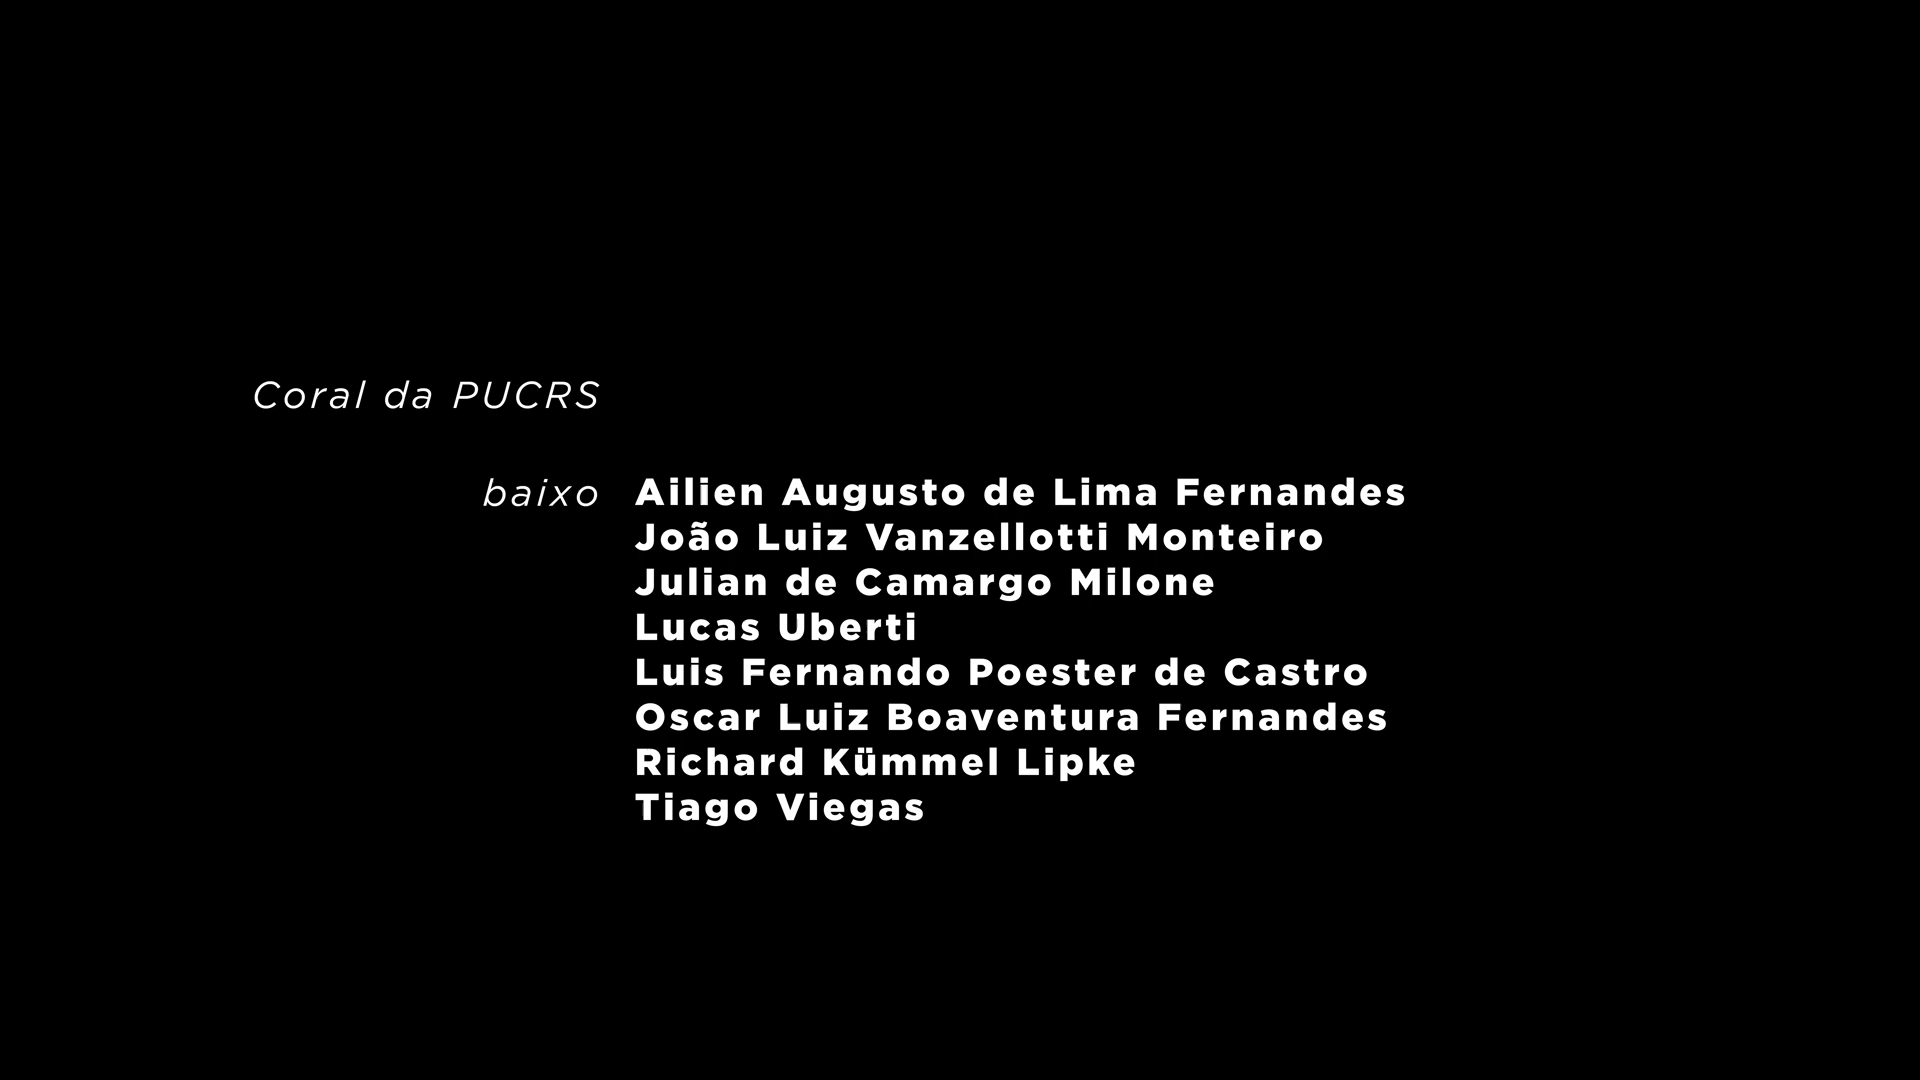 Coral da PUCRS
baixo Ailien Augusto de Lima Fernandes
João Luiz Vanzellotti Monteiro
Julian de Camargo Milone
Lucas Uberti
Luis Fernando Poester de Castro
Oscar Luiz Boaventura Fernandes
Richard Kümmel Lipke
Tiago Viegas